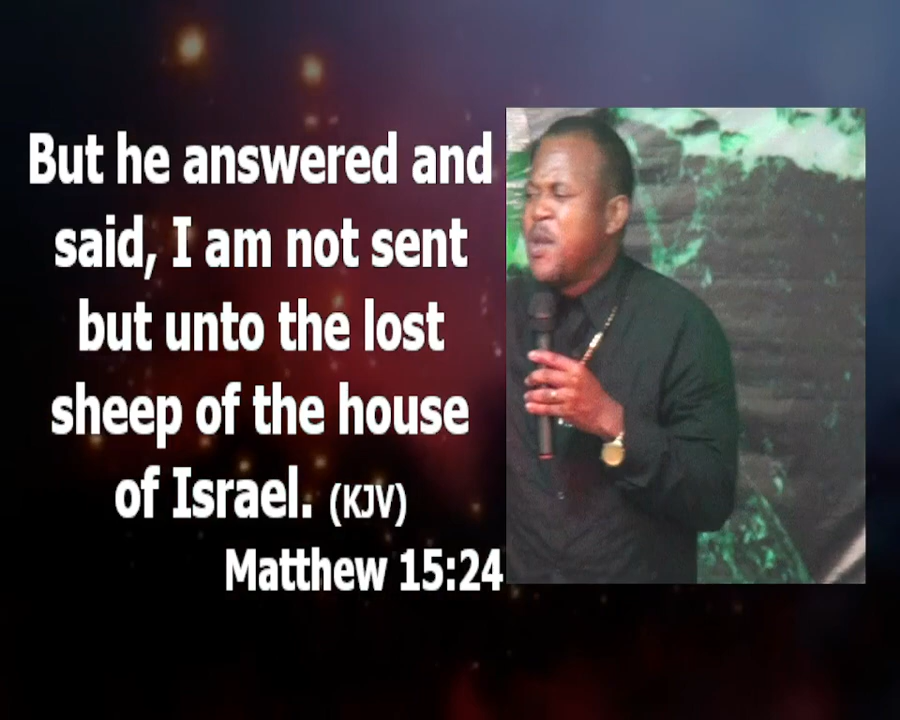 But he answered and
said, I am not sent
but unto the lost
sheep of the house
of Israel. (KJV)
Matthew 15:24